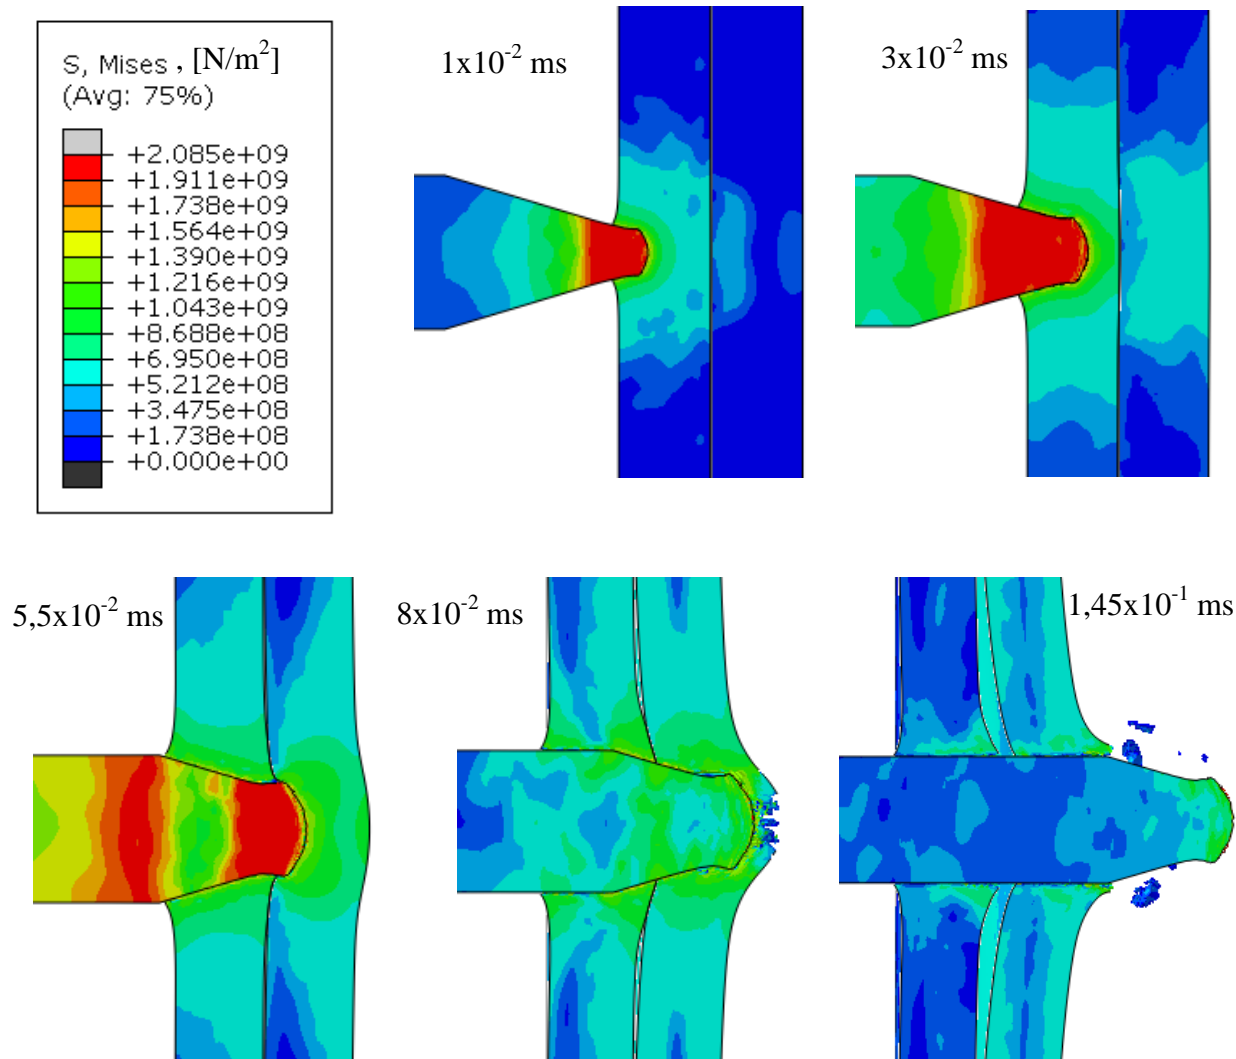 S, Mises , [N/m²]
(Avg: 75%)
+2.085e+09
+1.911e+09
+1.738e+09
+1.564e+09
+1.390e+09
+1.216e+09
+1.043e+09
+8.688e+08
+6.950e+08
+5.212e+08
+3.475e+08
+1.738e+08
+0.000e+00
1x10⁻² ms
3x10⁻² ms
5,5x10⁻² ms
8x10⁻² ms
1,45x10⁻¹ ms